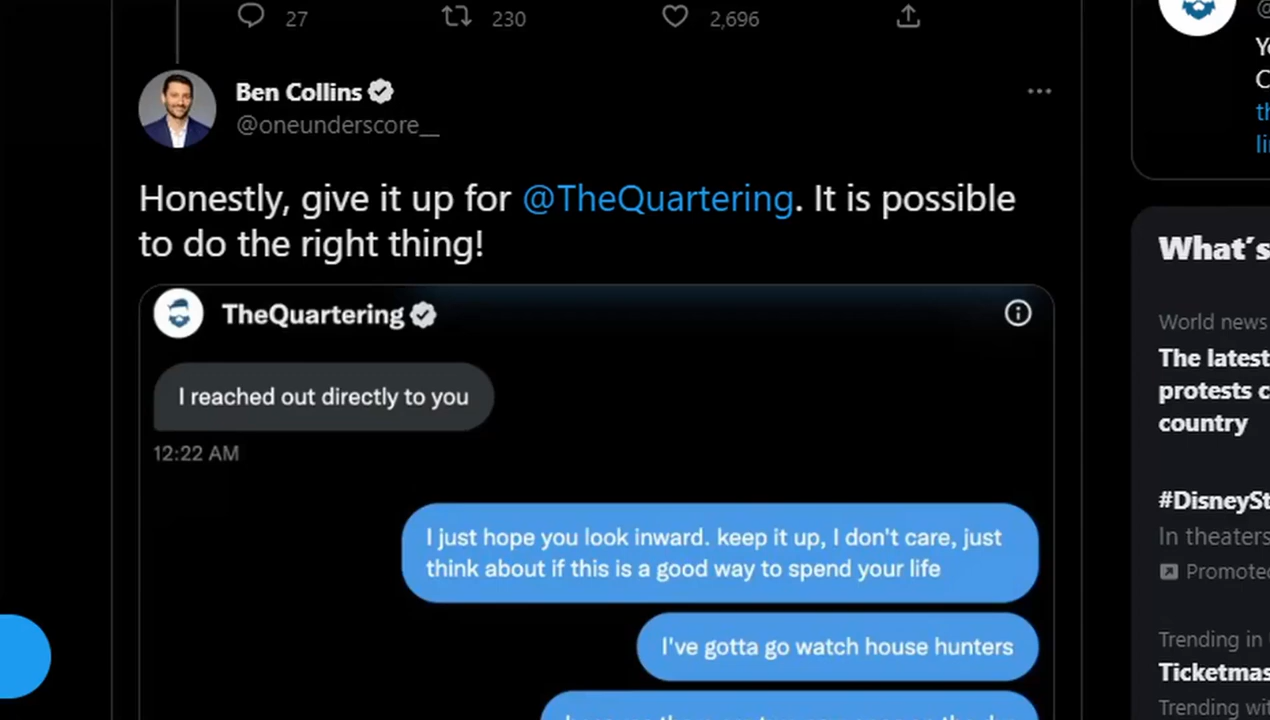 27 230 2,696
Ben Collins
@oneunderscore__
Honestly, give it up for @TheQuartering. It is possible
to do the right thing!
TheQuartering
I reached out directly to you
12:22 AM
I just hope you look inward. keep it up, I don't care, just
think about if this is a good way to spend your life
I've gotta go watch house hunters
What's
World news
The latest
protests c
country
#DisneySt
In theaters
Promoted
Trending in
Ticketmas
Trending wit